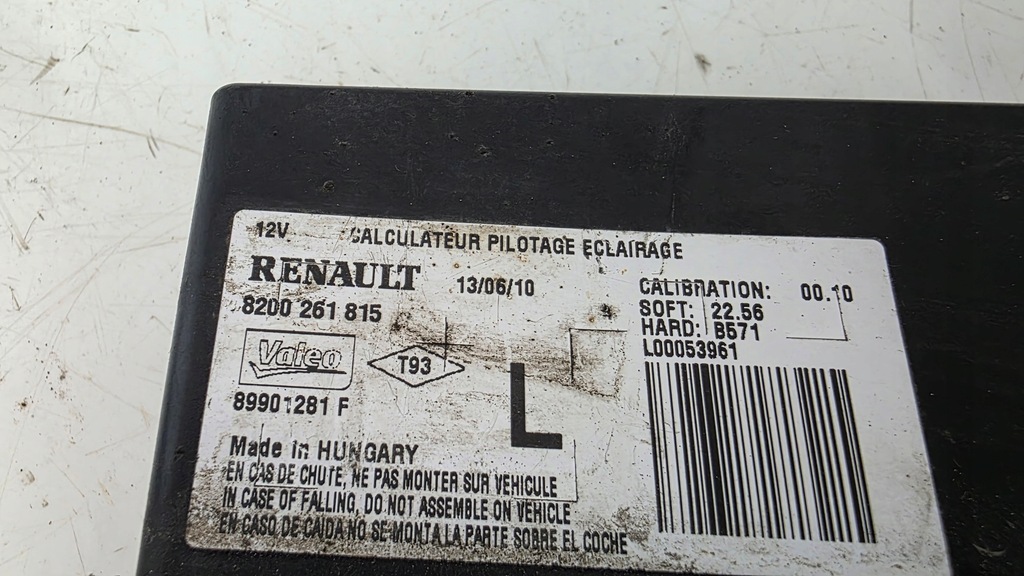 12V CALCULATEUR PILOTAGE ECLAIRAGE
RENAULT 13/06/10
8200 261 815
Valeo
T93
89901281 F
L
CALIBRATION: 00.10
SOFT: 22.56
HARD: B571
L00053961
Made in HUNGARY
EN CAS DE CHUTE, NE PAS MONTER SUR VEHICULE
IN CASE OF FALLING, DO NOT ASSEMBLE ON VEHICLE
EN CASO DE CAIDA NO SE MONTA LA PARTE SOBRE EL COCHE